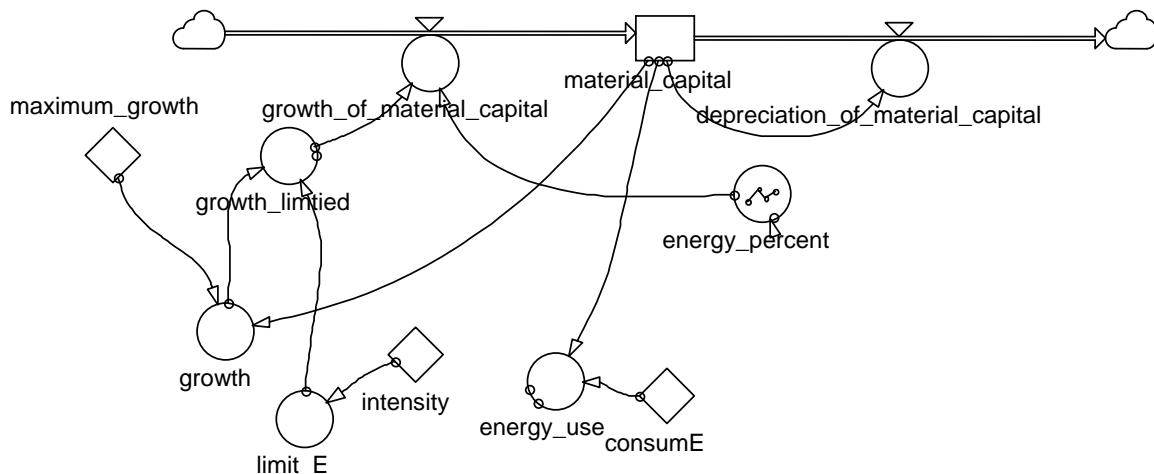 material_capital
maximum_growth
growth_of_material_capital
depreciation_of_material_capital
growth_limtied
energy_percent
growth
intensity
energy_use
consumE
limit_E